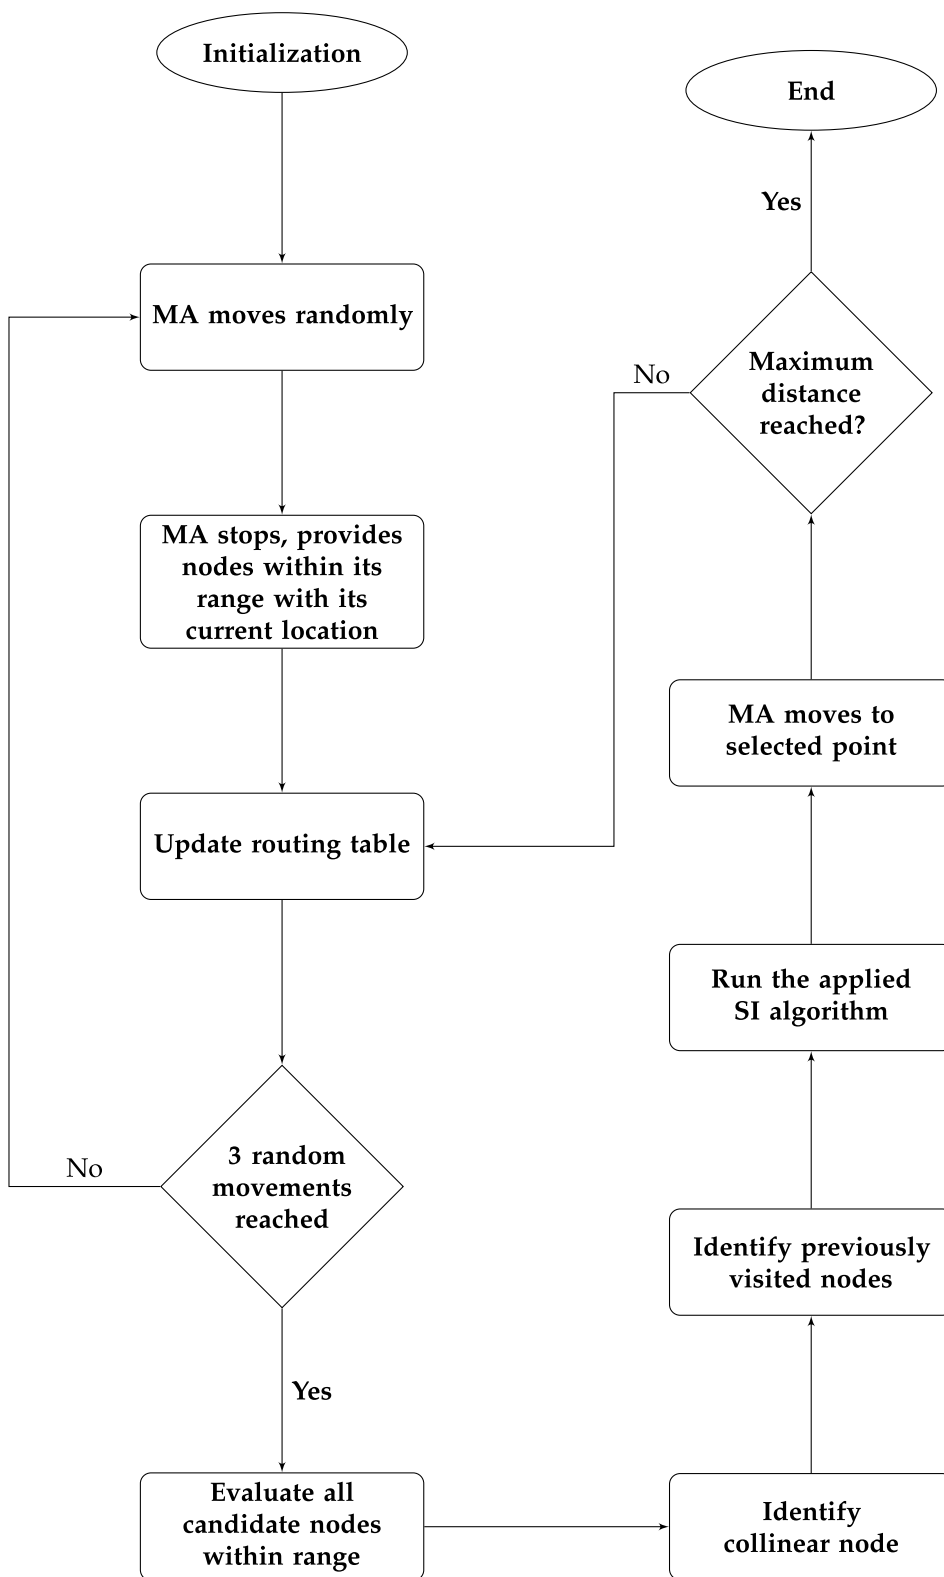 Initialization
MA moves randomly
MA stops, provides
nodes within its
range with its
current location
Update routing table
3 random
movements
reached
No
Yes
Evaluate all
candidate nodes
within range
Identify
collinear node
Identify previously
visited nodes
Run the applied
SI algorithm
MA moves to
selected point
Maximum
distance
reached?
No
Yes
End